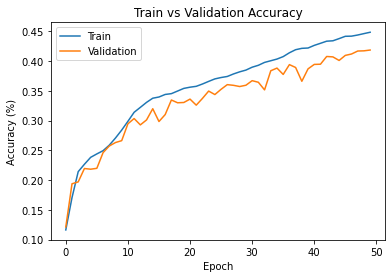 Train vs Validation Accuracy
Train
Validation
Accuracy (%)
0.45
0.40
0.35
0.30
0.25
0.20
0.15
0.10
0 10 20 30 40 50
Epoch